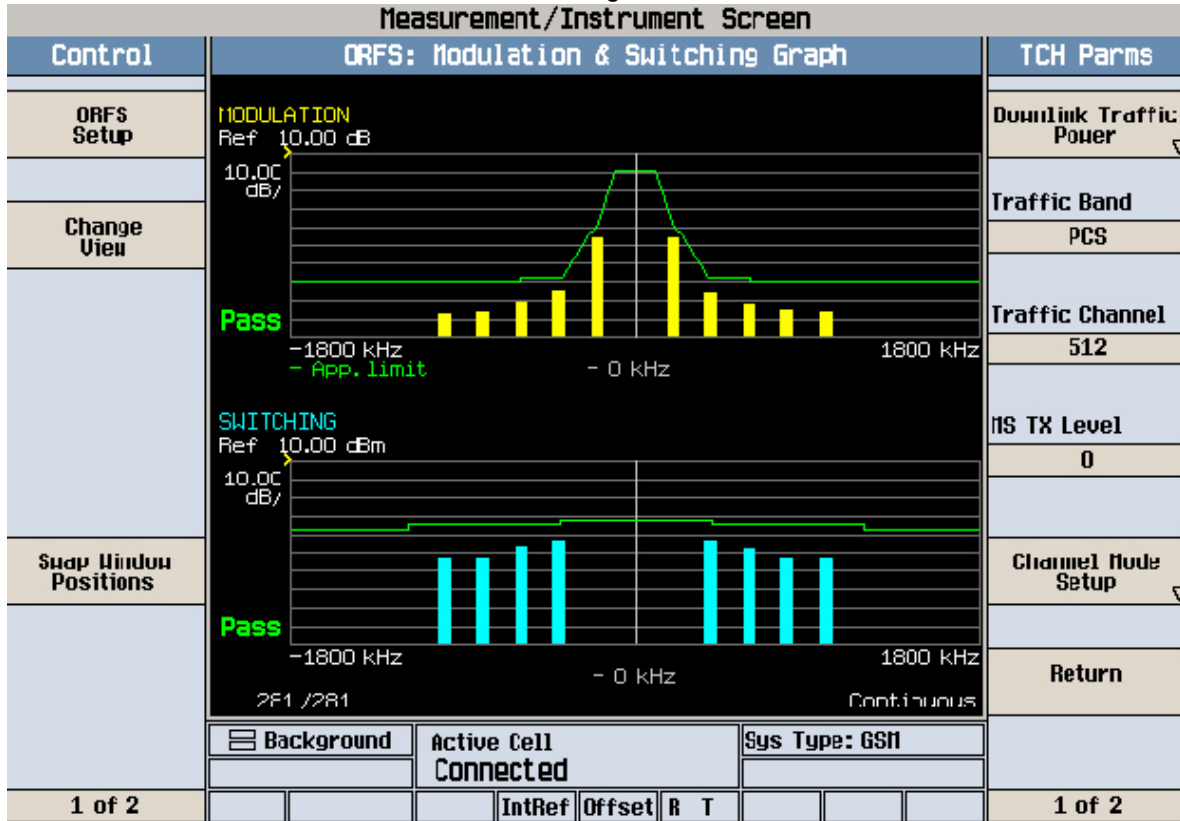 Measurement/Instrument Screen
Control
ORFS: Modulation & Switching Graph
TCH Parms
ORFS
Setup
Change
View
Swap Window
Positions
1 of 2
MODULATION
Ref 10.00 dB
10.00
dB/
Pass
-1800 kHz
1800 kHz
- App.limit
- 0 kHz
SWITCHING
Ref 10.00 dBm
10.00
dB/
Pass
-1800 kHz
1800 kHz
- 0 kHz
281 /281
Continuous
Background
Active Cell
Connected
Sys Type: GSM
IntRef
Offset
R T
Downlink Traffic
Power
Traffic Band
PCS
Traffic Channel
512
MS TX Level
0
Channel Mode
Setup
Return
1 of 2